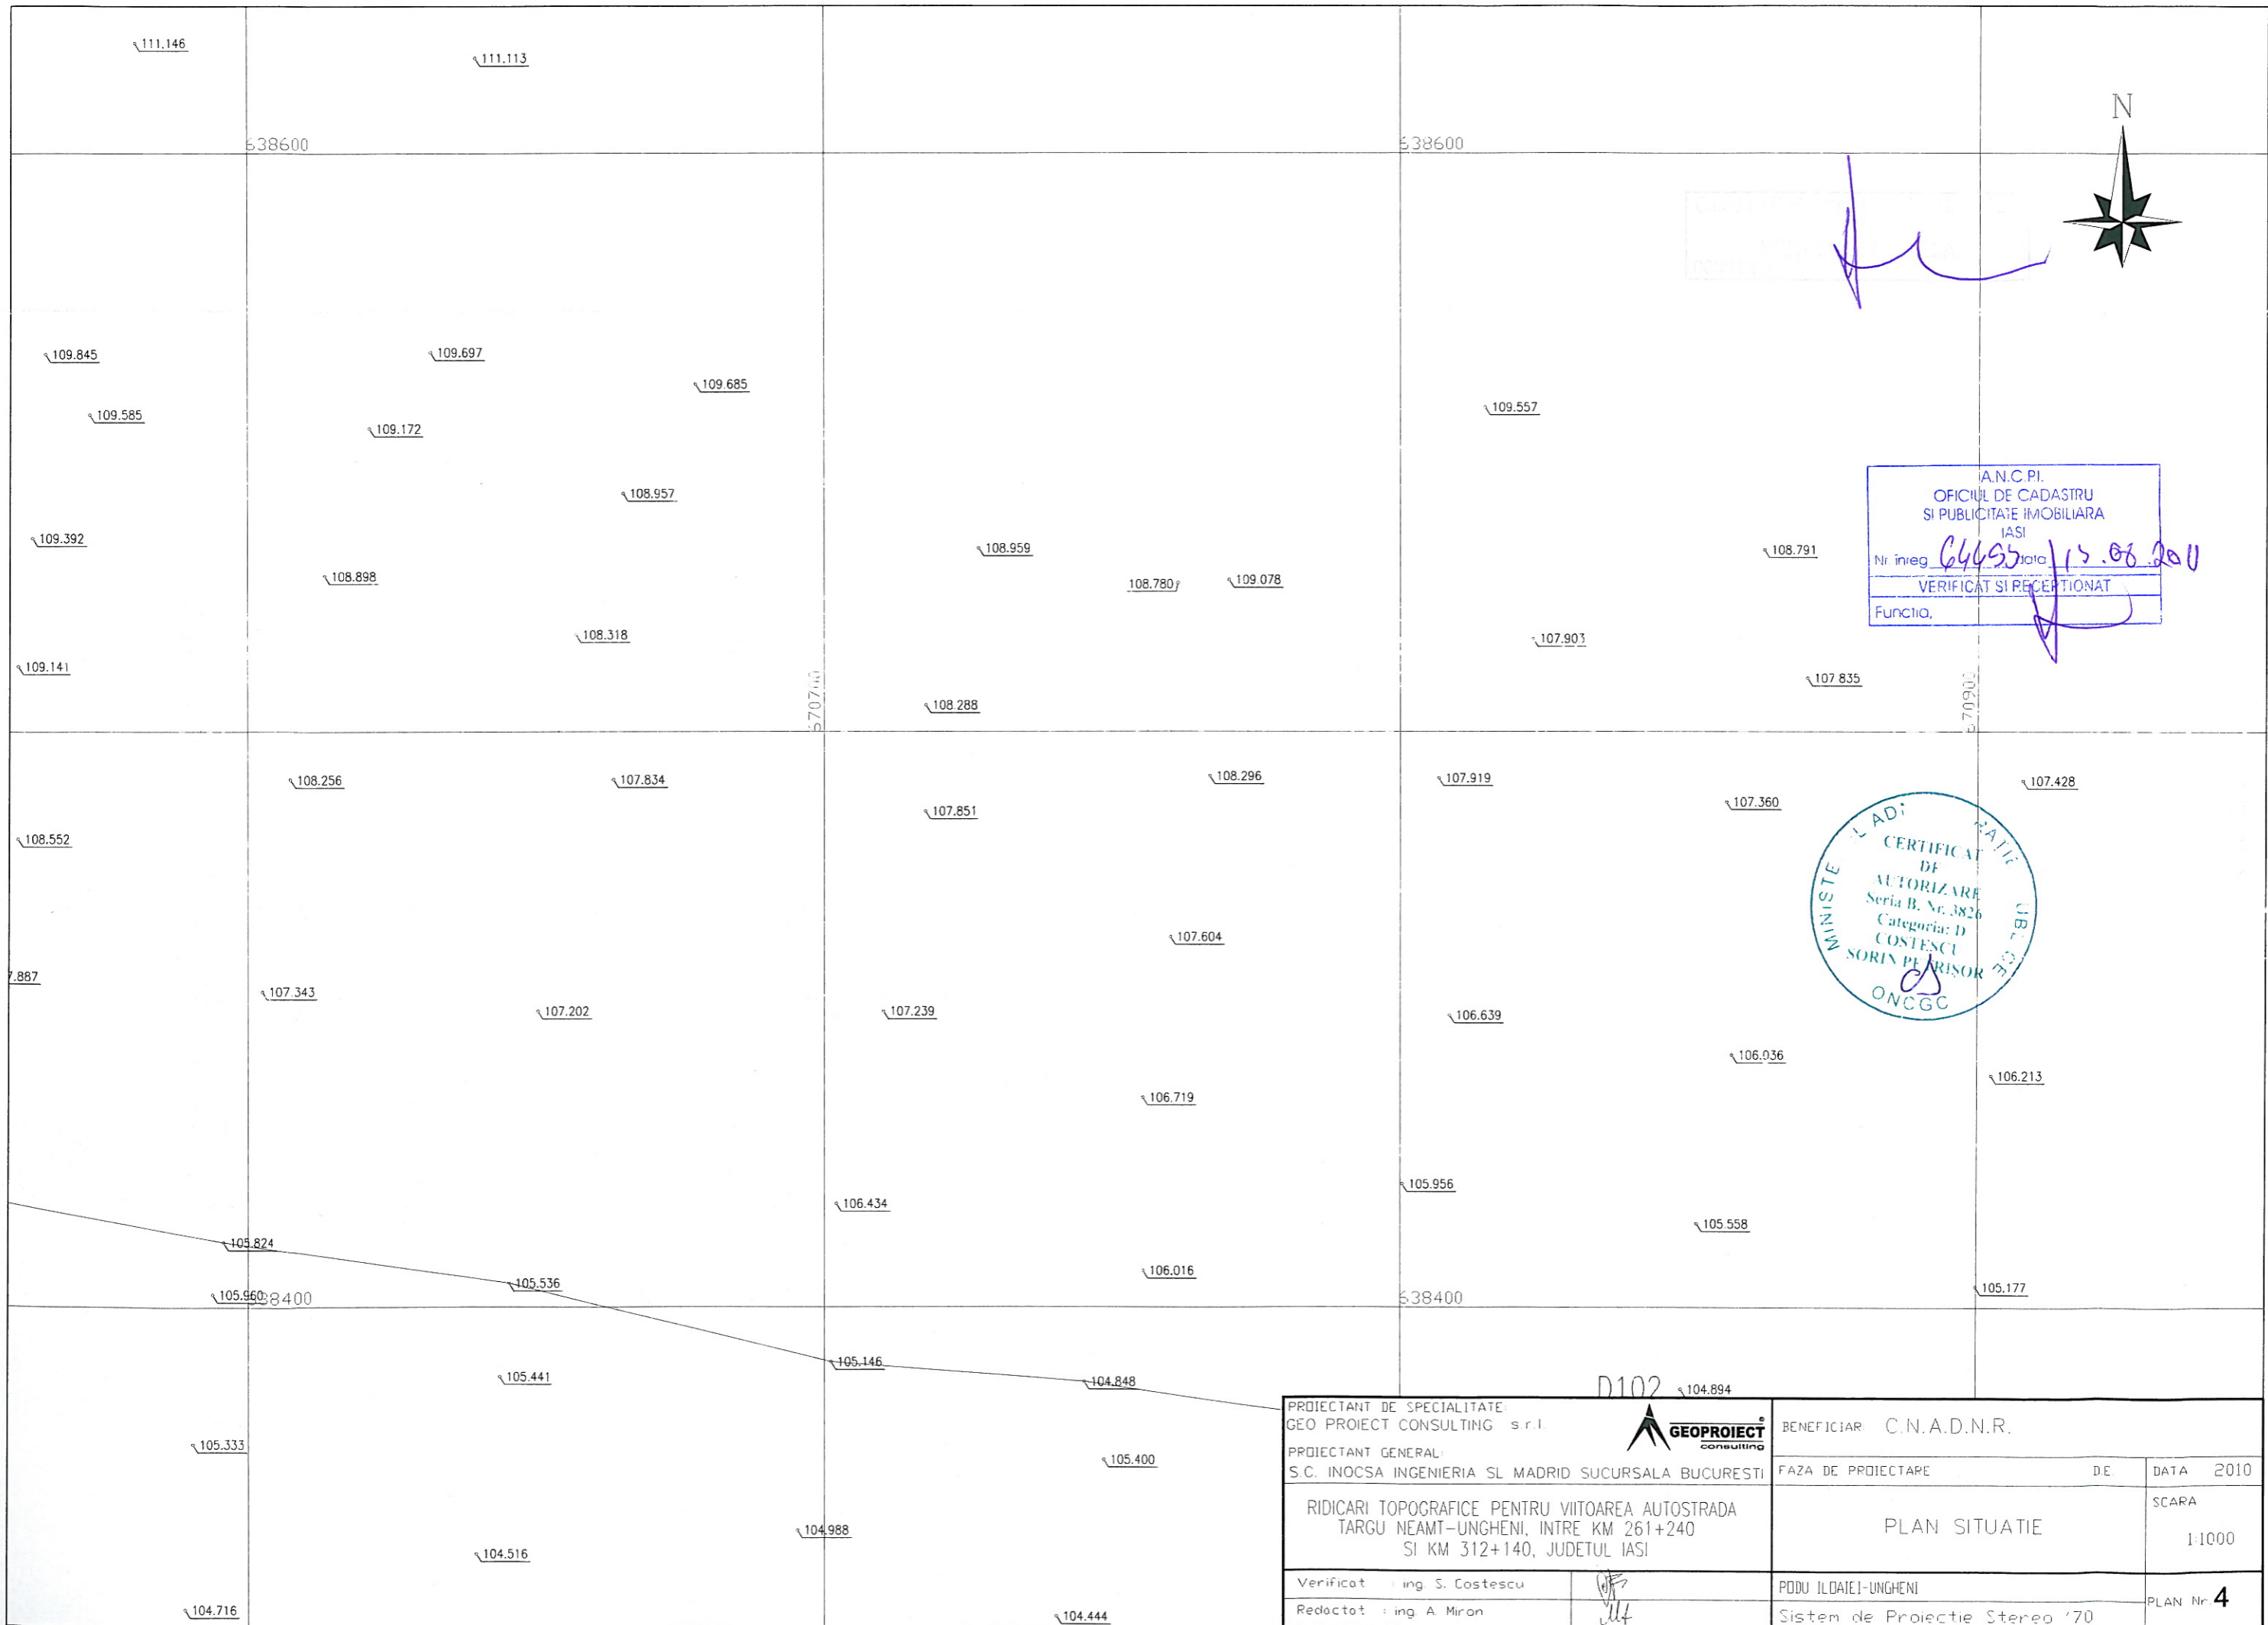 111.146
111.113
N
638600
638600
109.845
109.697
109.685
109.585
109.172
109.557
108.957
A.N.C.P.I.
OFICIUL DE CADASTRU
SI PUBLICITATE IMOBILIARA
IASI
Nr înreg data .08.2011
VERIFICAT SI RECEPTIONAT
Functia,
109.392
108.959
108.791
108.898
108.780
109.078
108.318
107.903
109.141
107.835
670700
670900
108.288
108.256
107.834
108.296
107.919
107.428
107.851
107.360
108.552
CERTIFICAT
DE
AUTORIZARE
Seria B. Nr. 3826
Categoria: D
COSTESCU
SORIN PETRISOR
ONCGC
107.604
7.887
107.343
107.202
107.239
106.639
106.036
106.213
106.719
105.956
106.434
105.558
105.824
106.016
105.536
105.177
105.960
638400
638400
105.146
105.441
104.848
D102
104.894
105.333
105.400
104.988
104.516
104.716
104.444
PROIECTANT DE SPECIALITATE:
GEO PROIECT CONSULTING s.r.l.
GEOPROIECT
consulting
PROIECTANT GENERAL:
S.C. INOCSA INGENIERIA SL MADRID SUCURSALA BUCURESTI
BENEFICIAR: C.N.A.D.N.R.
FAZA DE PROIECTARE D.E.
DATA 2010
RIDICARI TOPOGRAFICE PENTRU VIITOAREA AUTOSTRADA
TARGU NEAMT-UNGHENI, INTRE KM 261+240
SI KM 312+140, JUDETUL IASI
PLAN SITUATIE
SCARA
1:1000
Verificat : ing. S. Costescu
Redactat : ing. A. Miron
PODU ILOAIEI-UNGHENI
Sistem de Proiectie Stereo '70
PLAN Nr. 4